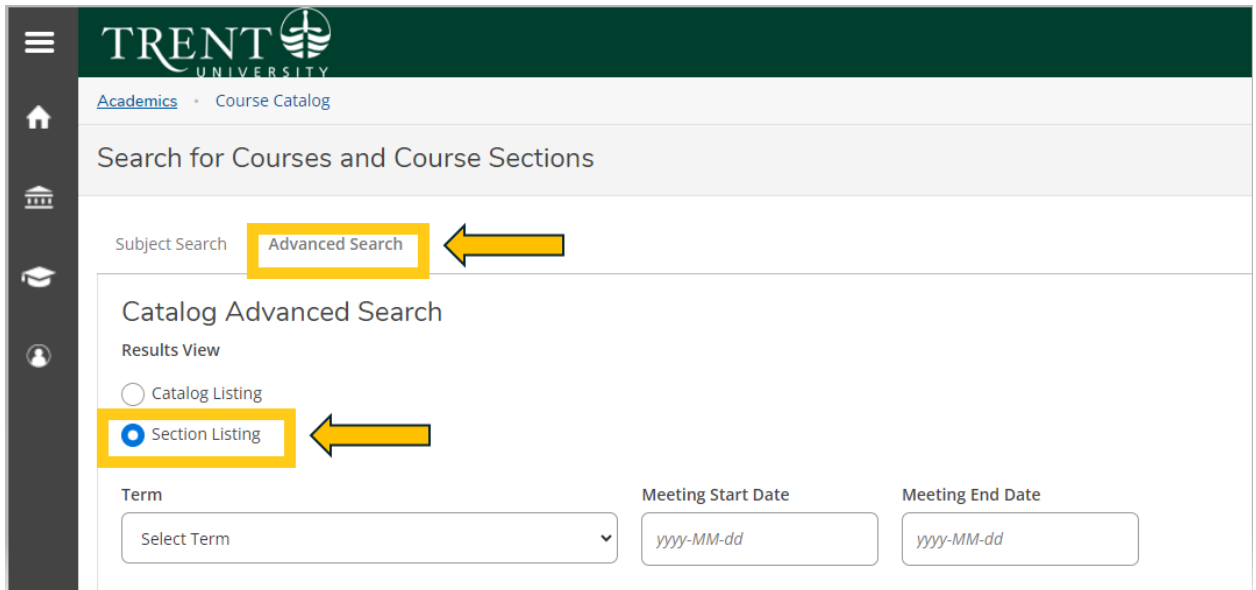 TRENT
UNIVERSITY
Academics · Course Catalog
Search for Courses and Course Sections
Subject Search Advanced Search
Catalog Advanced Search
Results View
Catalog Listing
Section Listing
Term Meeting Start Date Meeting End Date
Select Term yyyy-MM-dd yyyy-MM-dd